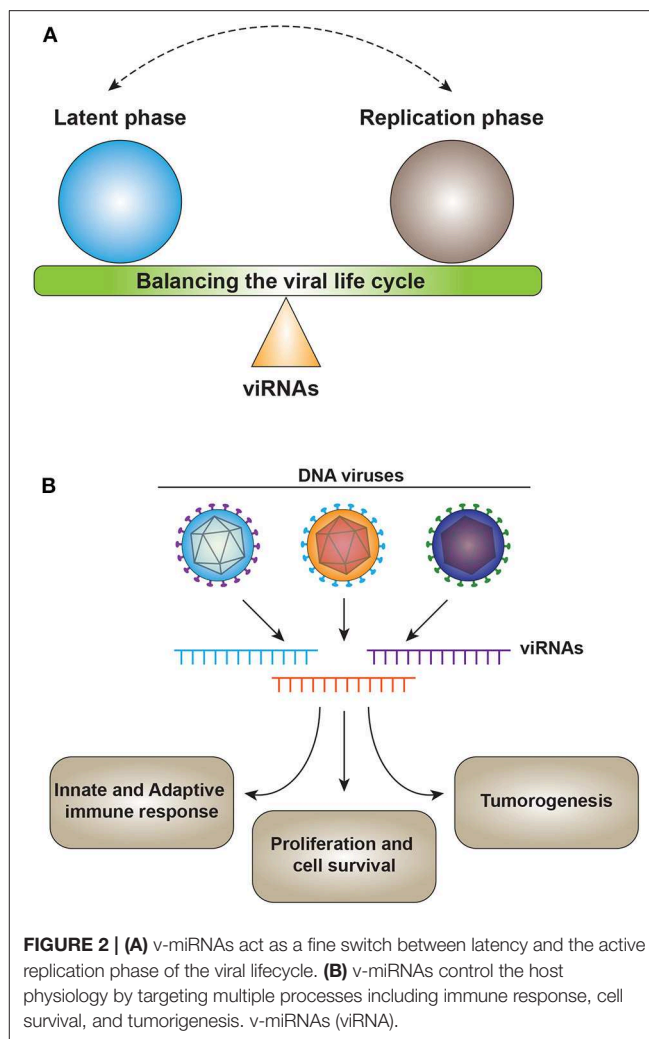 A
Latent phase
Replication phase
Balancing the viral life cycle
viRNAs
B
DNA viruses
viRNAs
Innate and Adaptive
immune response
Proliferation and
cell survival
Tumorogenesis
FIGURE 2 | (A) v-miRNAs act as a fine switch between latency and the active
replication phase of the viral lifecycle. (B) v-miRNAs control the host
physiology by targeting multiple processes including immune response, cell
survival, and tumorigenesis. v-miRNAs (viRNA).